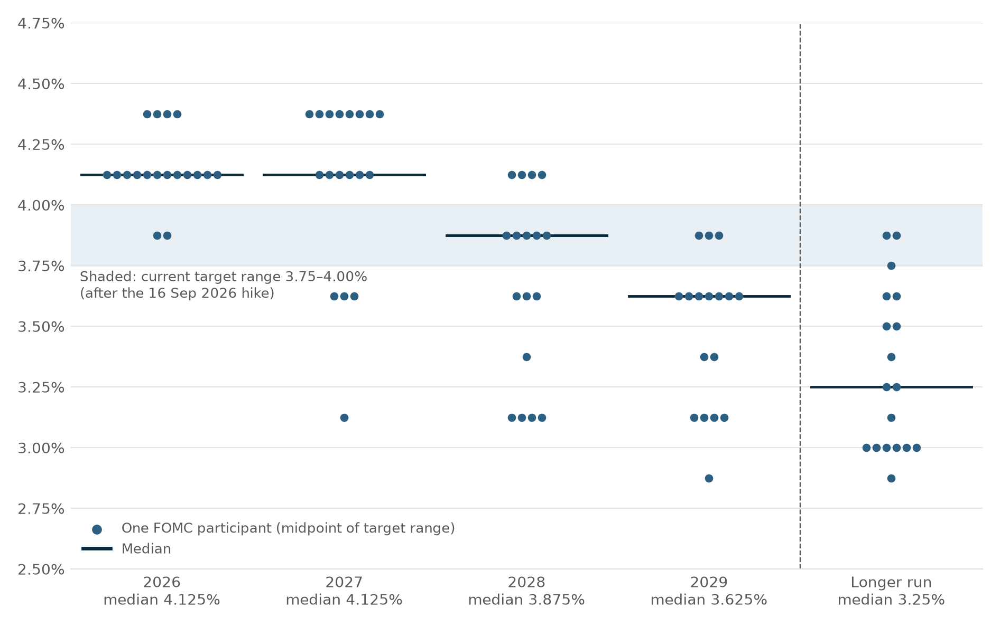 4.75%
4.50%
4.25%
4.00%
3.75%
Shaded: current target range 3.75–4.00%
(after the 16 Sep 2026 hike)
3.50%
3.25%
3.00%
2.75%
One FOMC participant (midpoint of target range)
Median
2.50%
2026
median 4.125%
2027
median 4.125%
2028
median 3.875%
2029
median 3.625%
Longer run
median 3.25%